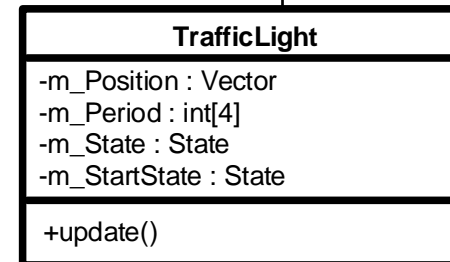 TrafficLight
-m_Position : Vector
-m_Period : int[4]
-m_State : State
-m_StartState : State
+update()